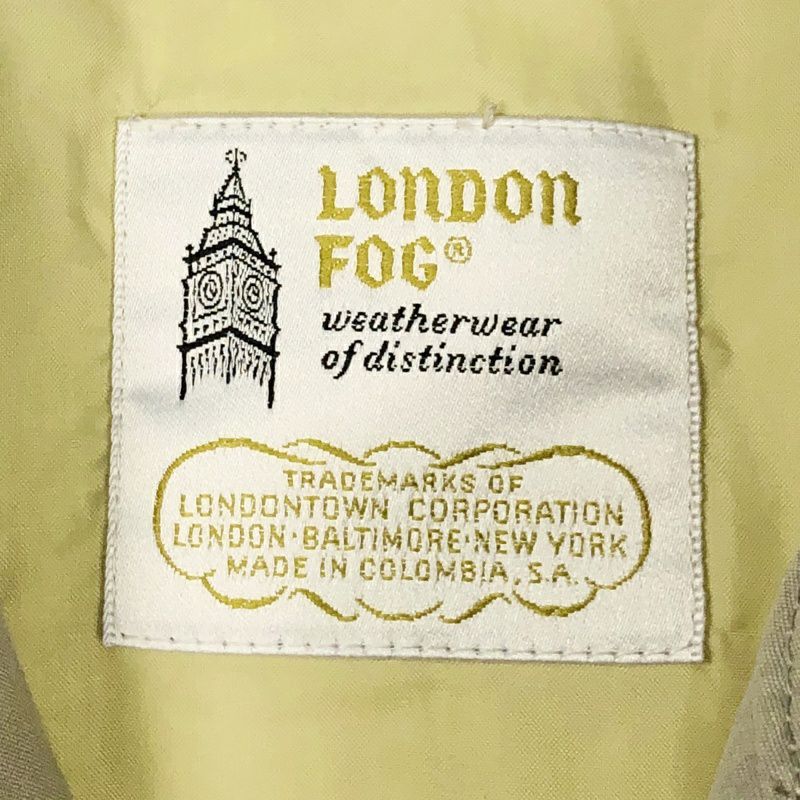 LONDON
FOG®
weatherwear
of distinction
TRADEMARKS OF
LONDONTOWN CORPORATION
LONDON·BALTIMORE·NEW YORK
MADE IN COLOMBIA, S.A.